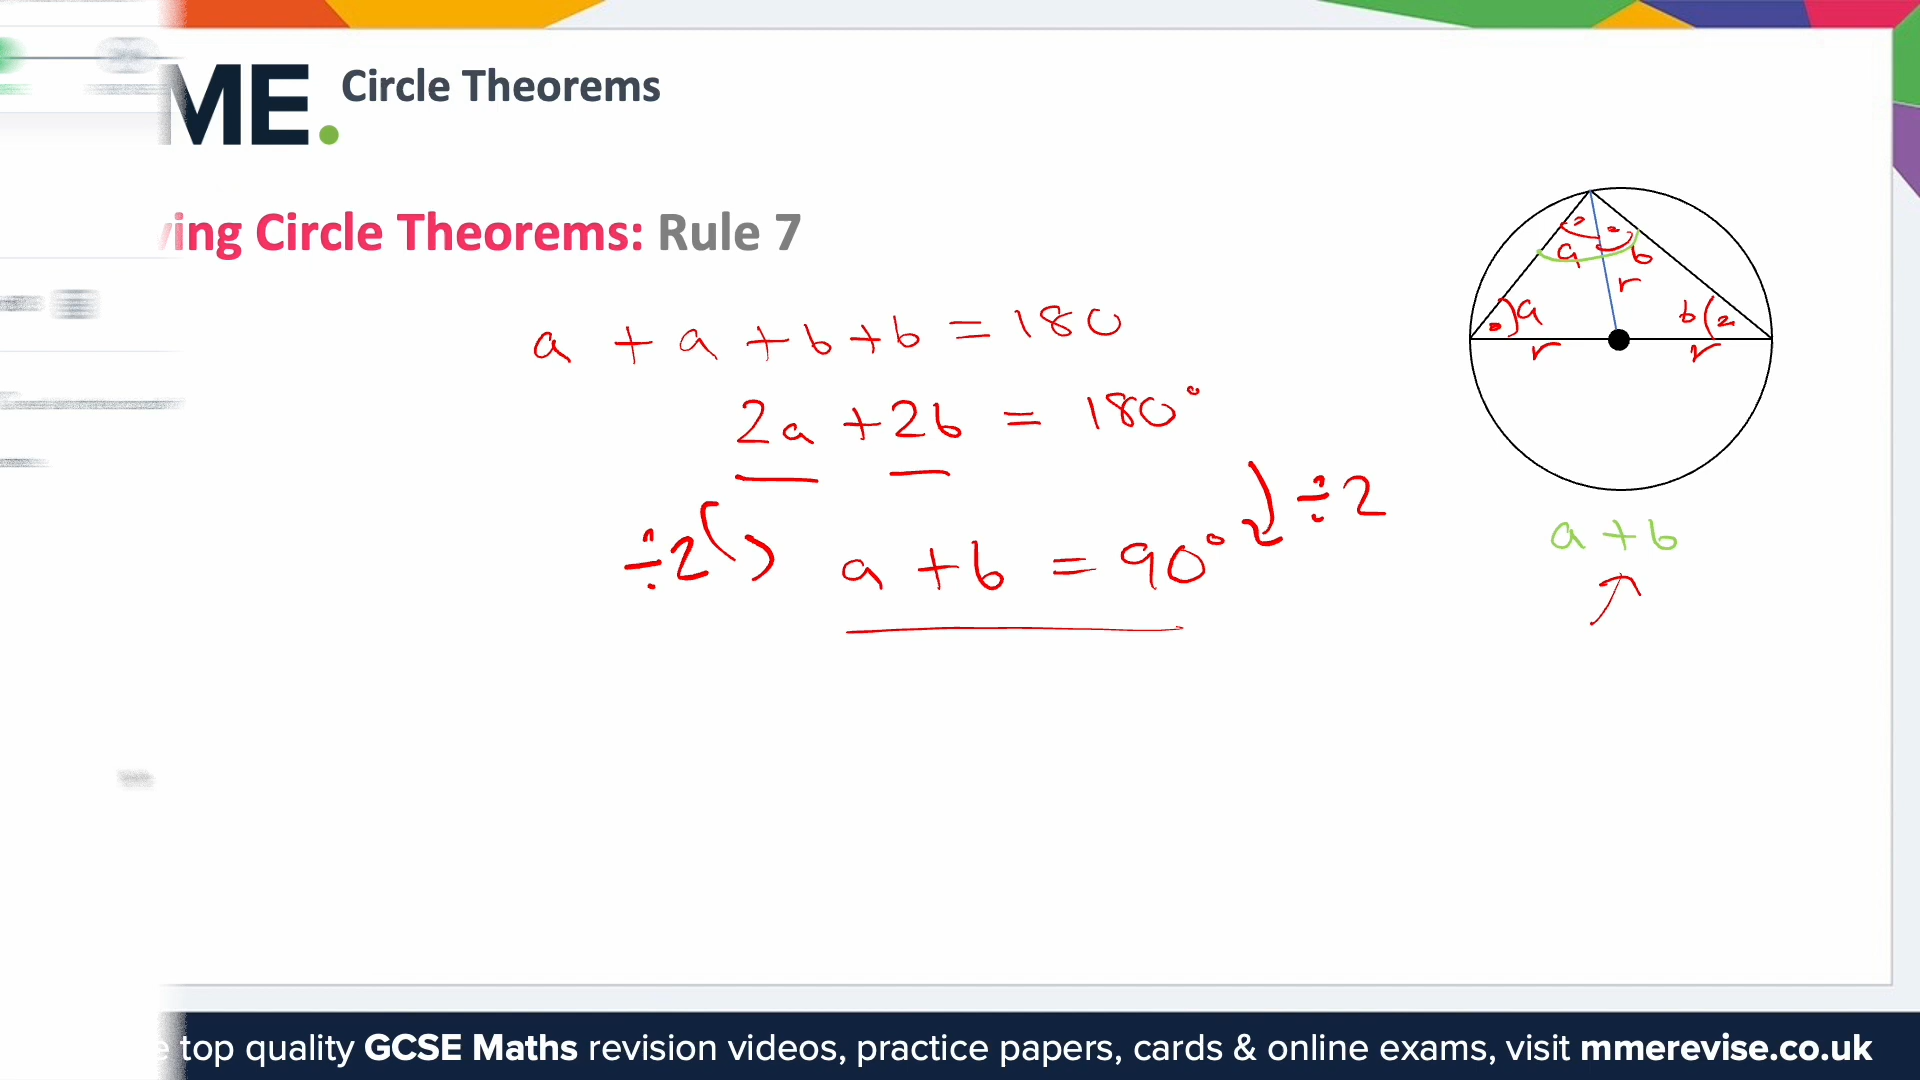 ME.
Circle Theorems
ing Circle Theorems: Rule 7
a + a + b + b = 180
2a + 2b = 180°
÷2
a + b = 90°
÷2
a
b
r
a
b
r
r
a + b
top quality GCSE Maths revision videos, practice papers, cards & online exams, visit mmerevise.co.uk